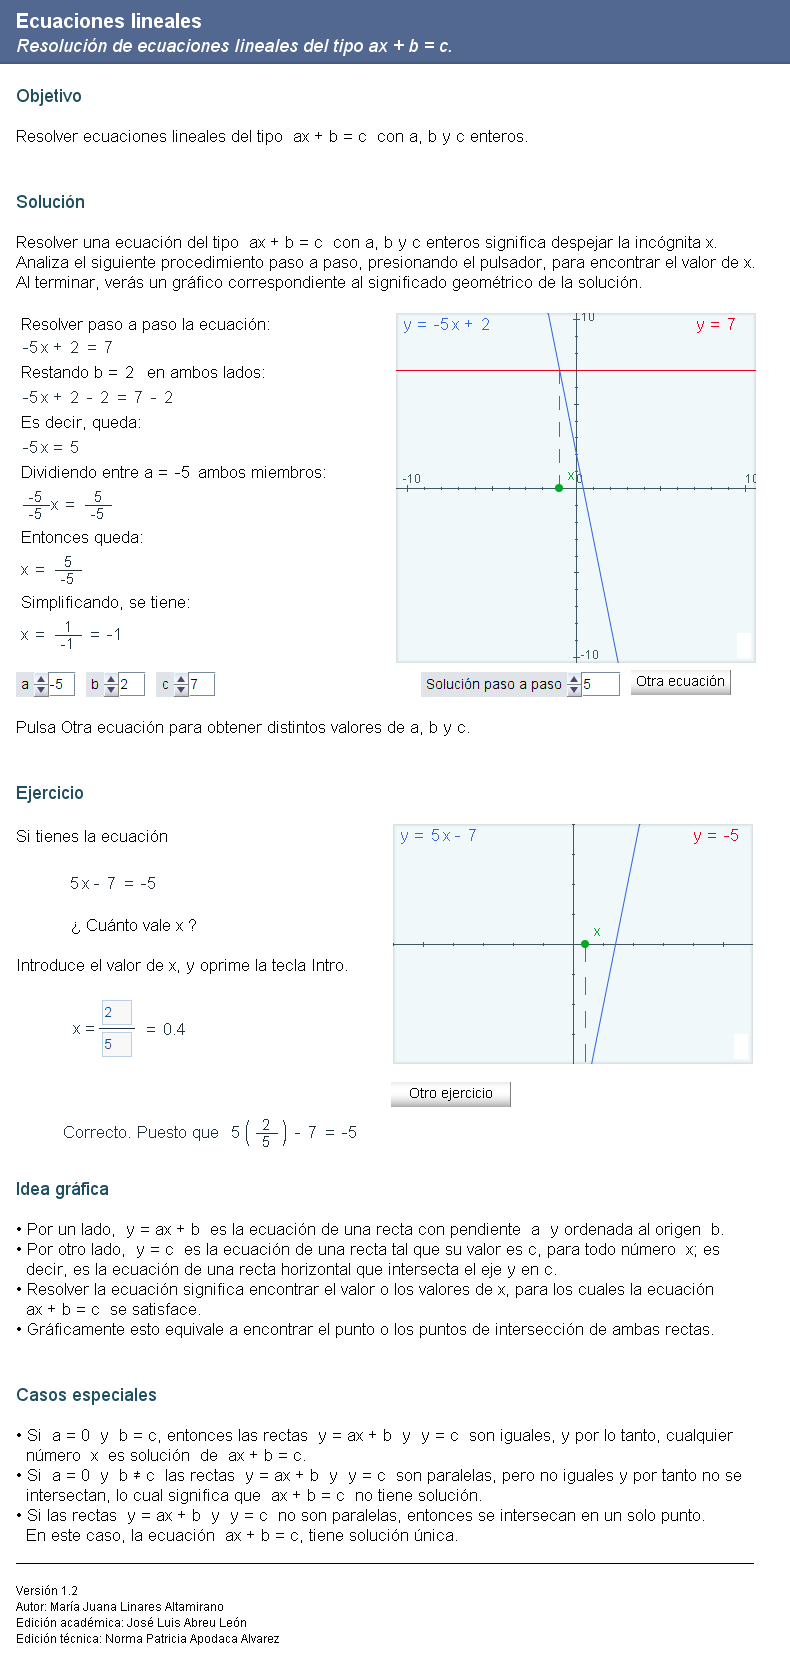 Ecuaciones lineales
Resolución de ecuaciones lineales del tipo ax + b = c.
Objetivo
Resolver ecuaciones lineales del tipo ax + b = c con a, b y c enteros.
Solución
Resolver una ecuación del tipo ax + b = c con a, b y c enteros significa despejar la incógnita x.
Analiza el siguiente procedimiento paso a paso, presionando el pulsador, para encontrar el valor de x.
Al terminar, verás un gráfico correspondiente al significado geométrico de la solución.
Resolver paso a paso la ecuación:
-5x + 2 = 7
Restando b = 2 en ambos lados:
-5x + 2 - 2 = 7 - 2
Es decir, queda:
-5x = 5
Dividiendo entre a = -5 ambos miembros:
-5/-5 x = 5/-5
Entonces queda:
x = 5/-5
Simplificando, se tiene:
x = 1/-1 = -1
y = -5x + 2
10
y = 7
-10
x
0
10
-10
a -5 b 2 c 7
Solución paso a paso 5 Otra ecuación
Pulsa Otra ecuación para obtener distintos valores de a, b y c.
Ejercicio
Si tienes la ecuación
5x - 7 = -5
¿ Cuánto vale x ?
Introduce el valor de x, y oprime la tecla Intro.
x = 2/5 = 0.4
y = 5x - 7
y = -5
x
Otro ejercicio
Correcto. Puesto que 5 ( 2/5 ) - 7 = -5
Idea gráfica
• Por un lado, y = ax + b es la ecuación de una recta con pendiente a y ordenada al origen b.
• Por otro lado, y = c es la ecuación de una recta tal que su valor es c, para todo número x; es
decir, es la ecuación de una recta horizontal que intersecta el eje y en c.
• Resolver la ecuación significa encontrar el valor o los valores de x, para los cuales la ecuación
ax + b = c se satisface.
• Gráficamente esto equivale a encontrar el punto o los puntos de intersección de ambas rectas.
Casos especiales
• Si a = 0 y b = c, entonces las rectas y = ax + b y y = c son iguales, y por lo tanto, cualquier
número x es solución de ax + b = c.
• Si a = 0 y b ≠ c las rectas y = ax + b y y = c son paralelas, pero no iguales y por tanto no se
intersectan, lo cual significa que ax + b = c no tiene solución.
• Si las rectas y = ax + b y y = c no son paralelas, entonces se intersecan en un solo punto.
En este caso, la ecuación ax + b = c, tiene solución única.
Versión 1.2
Autor: María Juana Linares Altamirano
Edición académica: José Luis Abreu León
Edición técnica: Norma Patricia Apodaca Alvarez